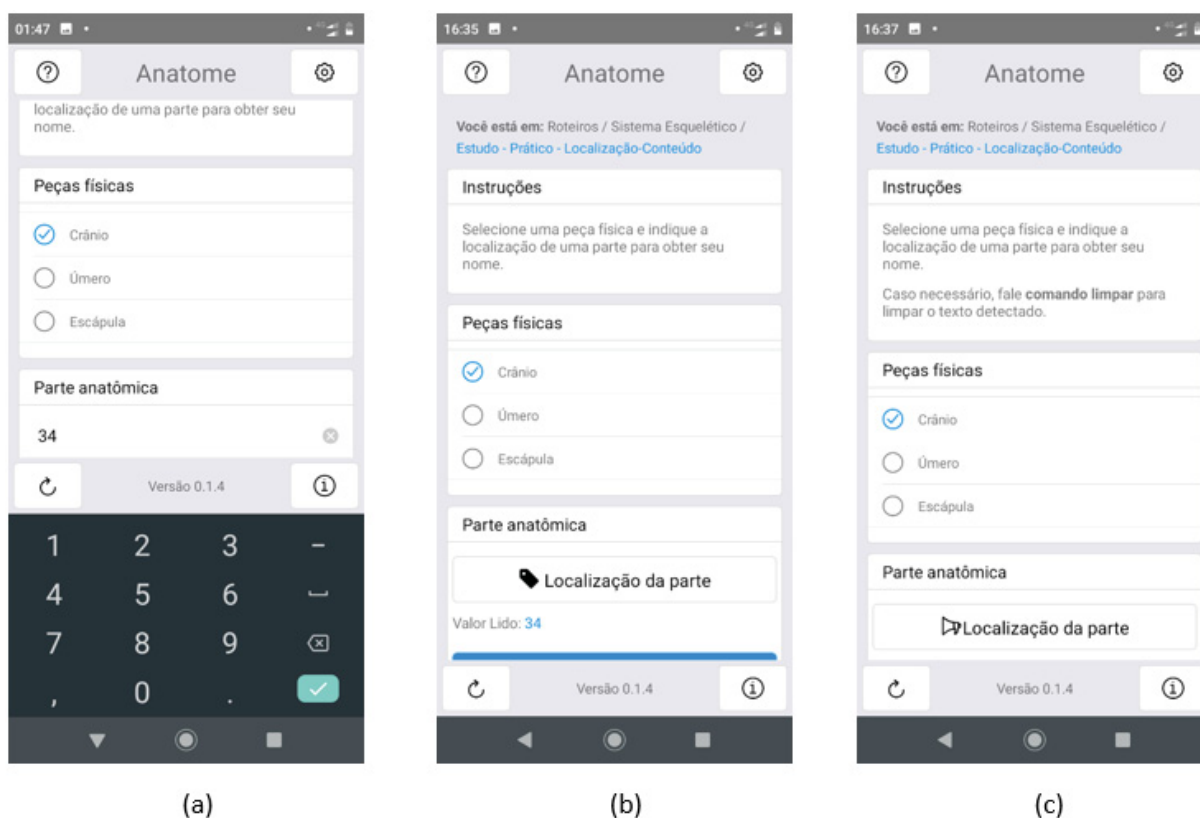 01:47
Anatome
localização de uma parte para obter seu
nome.
Peças físicas
Crânio
Úmero
Escápula
Parte anatômica
34
Versão 0.1.4
1 2 3 –
4 5 6
7 8 9
, 0 .
(a)
16:35
Anatome
Você está em: Roteiros / Sistema Esquelético /
Estudo - Prático - Localização-Conteúdo
Instruções
Selecione uma peça física e indique a
localização de uma parte para obter seu
nome.
Peças físicas
Crânio
Úmero
Escápula
Parte anatômica
Localização da parte
Valor Lido: 34
Versão 0.1.4
(b)
16:37
Anatome
Você está em: Roteiros / Sistema Esquelético /
Estudo - Prático - Localização-Conteúdo
Instruções
Selecione uma peça física e indique a
localização de uma parte para obter seu
nome.
Caso necessário, fale comando limpar para
limpar o texto detectado.
Peças físicas
Crânio
Úmero
Escápula
Parte anatômica
Localização da parte
Versão 0.1.4
(c)